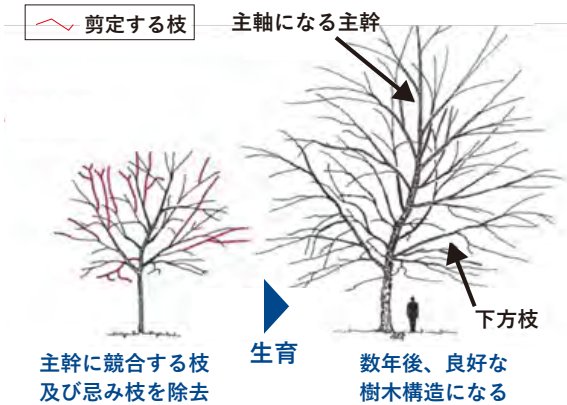 剪定する枝
主軸になる主幹
下方枝
生育
主幹に競合する枝
及び忌み枝を除去
数年後、良好な
樹木構造になる